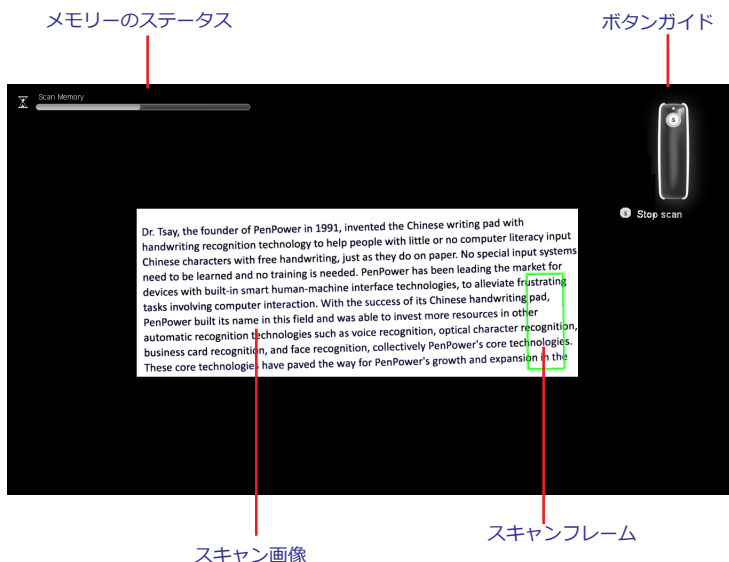 メモリーのステータス
ボタンガイド
Scan Memory
S
S Stop scan
Dr. Tsay, the founder of PenPower in 1991, invented the Chinese writing pad with
handwriting recognition technology to help people with little or no computer literacy input
Chinese characters with free handwriting, just as they do on paper. No special input systems
need to be learned and no training is needed. PenPower has been leading the market for
devices with built-in smart human-machine interface technologies, to alleviate frustrating
tasks involving computer interaction. With the success of its Chinese handwriting pad,
PenPower built its name in this field and was able to invest more resources in other
automatic recognition technologies such as voice recognition, optical character recognition,
business card recognition, and face recognition, collectively PenPower's core technologies.
These core technologies have paved the way for PenPower's growth and expansion in the
スキャンフレーム
スキャン画像